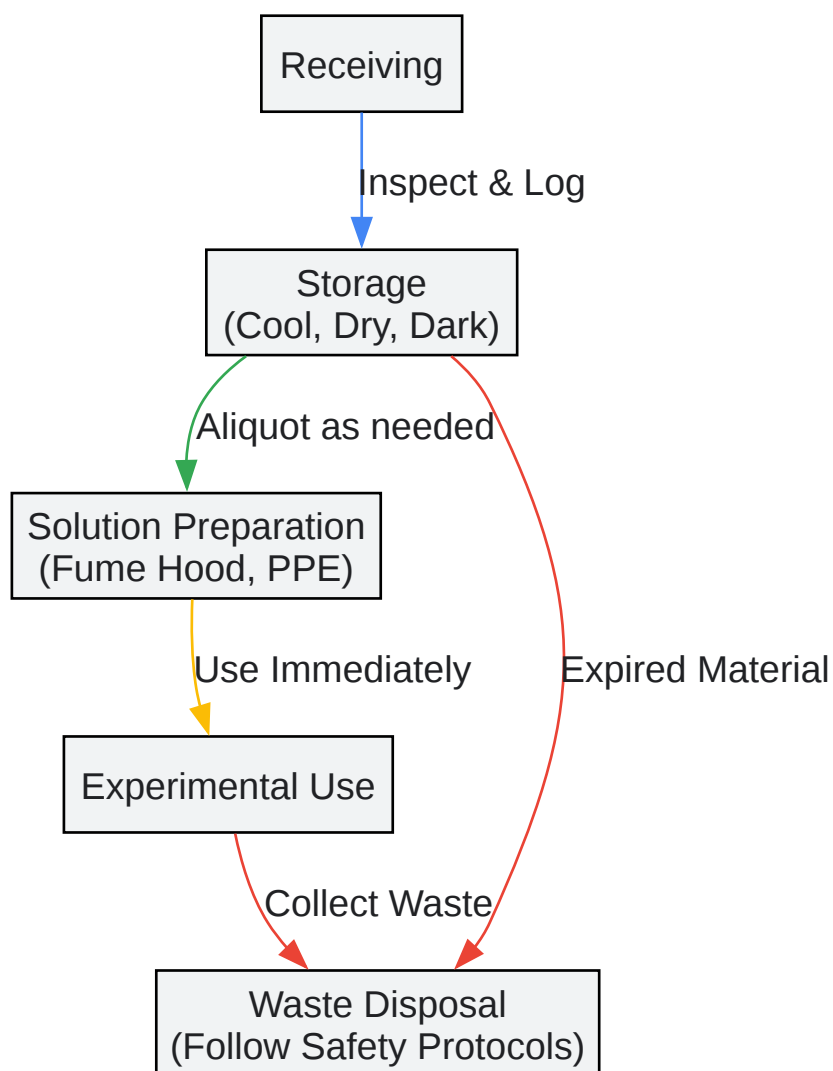 Receiving
Inspect & Log
Storage
(Cool, Dry, Dark)
Aliquot as needed
Solution Preparation
(Fume Hood, PPE)
Use Immediately
Expired Material
Experimental Use
Collect Waste
Waste Disposal
(Follow Safety Protocols)